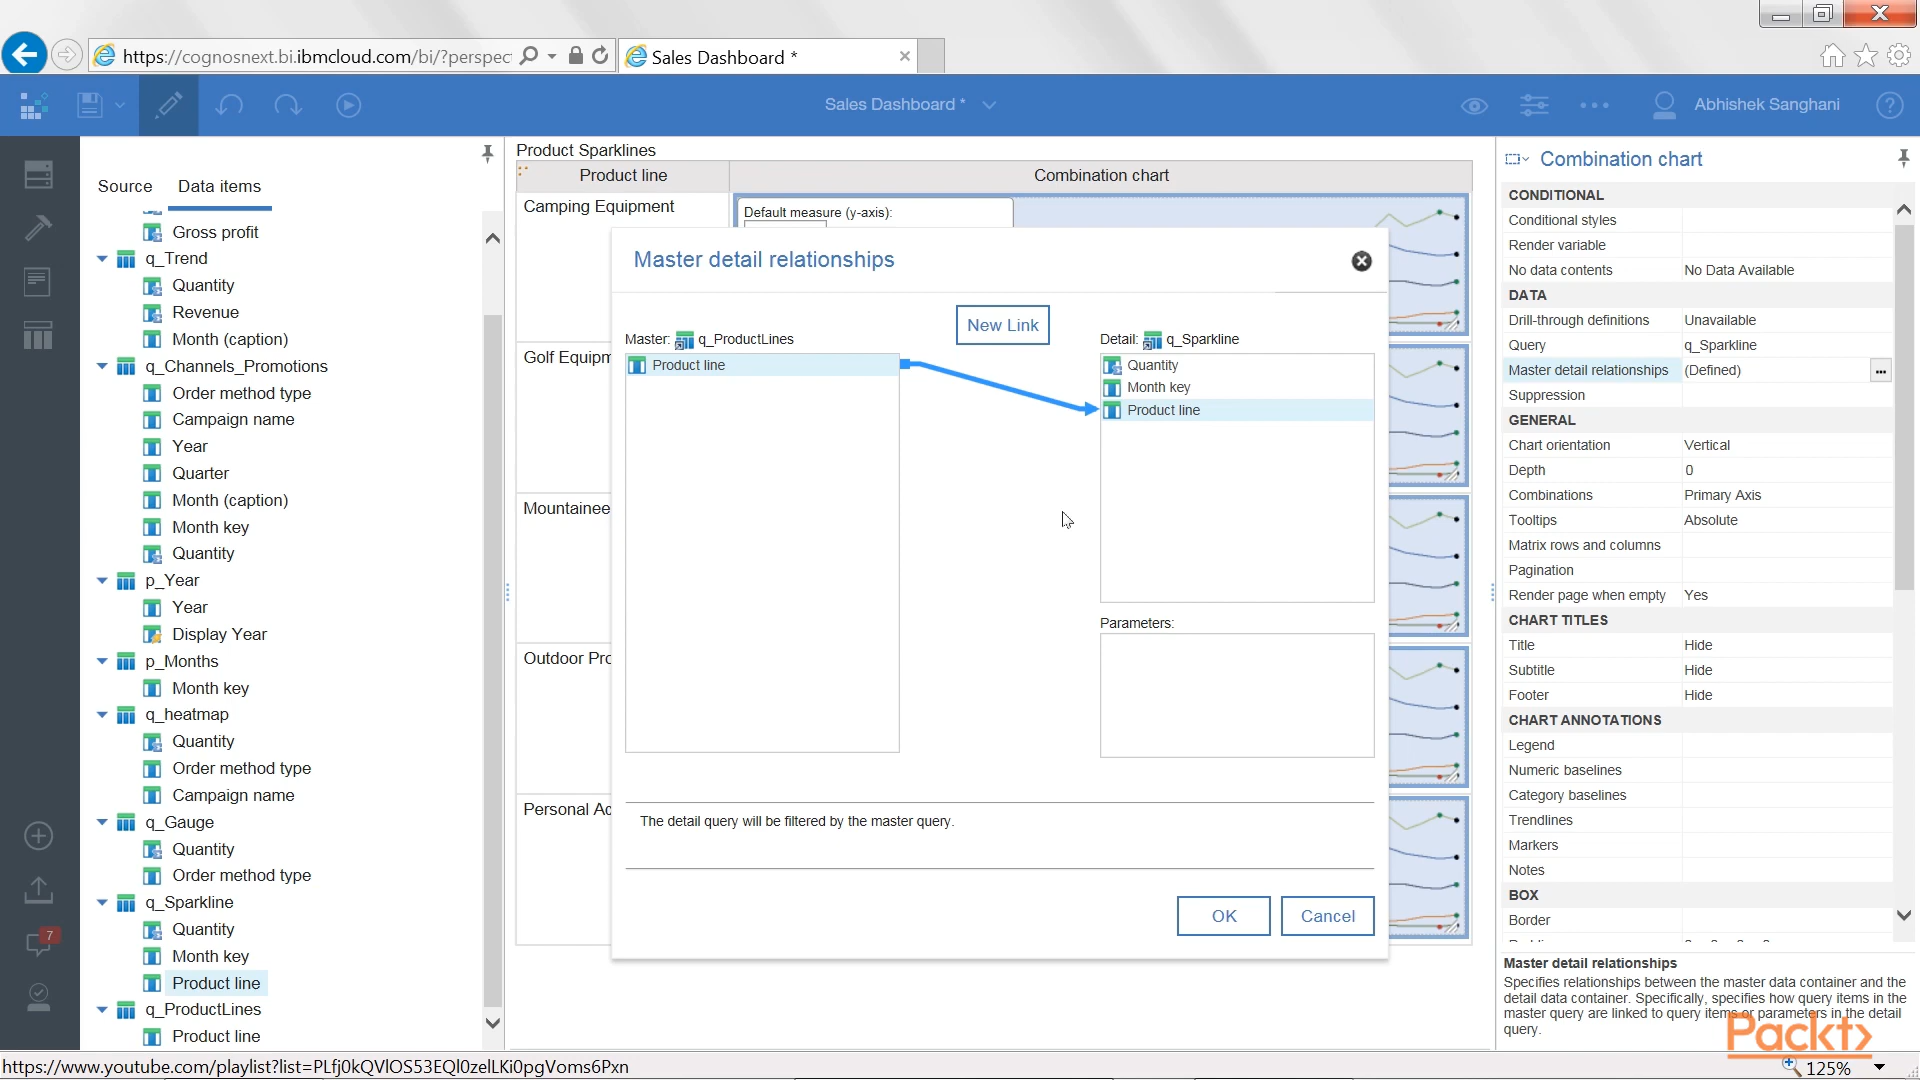 https://cognosnext.bi.ibmcloud.com/bi/?perspec
Sales Dashboard *
Sales Dashboard *
Abhishek Sanghani
Source
Data items
Gross profit
q_Trend
Quantity
Revenue
Month (caption)
q_Channels_Promotions
Order method type
Campaign name
Year
Quarter
Month (caption)
Month key
Quantity
p_Year
Year
Display Year
p_Months
Month key
q_heatmap
Quantity
Order method type
Campaign name
q_Gauge
Quantity
Order method type
q_Sparkline
Quantity
Month key
Product line
q_ProductLines
Product line
7
Product Sparklines
Product line
Combination chart
Camping Equipment
Default measure (y-axis):
Golf Equipm
Mountainee
Outdoor Pro
Personal Ac
Master detail relationships
New Link
Master: q_ProductLines
Product line
Detail: q_Sparkline
Quantity
Month key
Product line
Parameters:
The detail query will be filtered by the master query.
OK
Cancel
Combination chart
CONDITIONAL
Conditional styles
Render variable
No data contents No Data Available
DATA
Drill-through definitions Unavailable
Query q_Sparkline
Master detail relationships (Defined) ...
Suppression
GENERAL
Chart orientation Vertical
Depth 0
Combinations Primary Axis
Tooltips Absolute
Matrix rows and columns
Pagination
Render page when empty Yes
CHART TITLES
Title Hide
Subtitle Hide
Footer Hide
CHART ANNOTATIONS
Legend
Numeric baselines
Category baselines
Trendlines
Markers
Notes
BOX
Border
Master detail relationships
Specifies relationships between the master data container and the
detail data container. Specifically, specifies how query items in the
master query are linked to query items or parameters in the detail
query.
Packt>
https://www.youtube.com/playlist?list=PLfj0kQVlOS53EQl0zelLKi0pgVoms6Pxn
125%